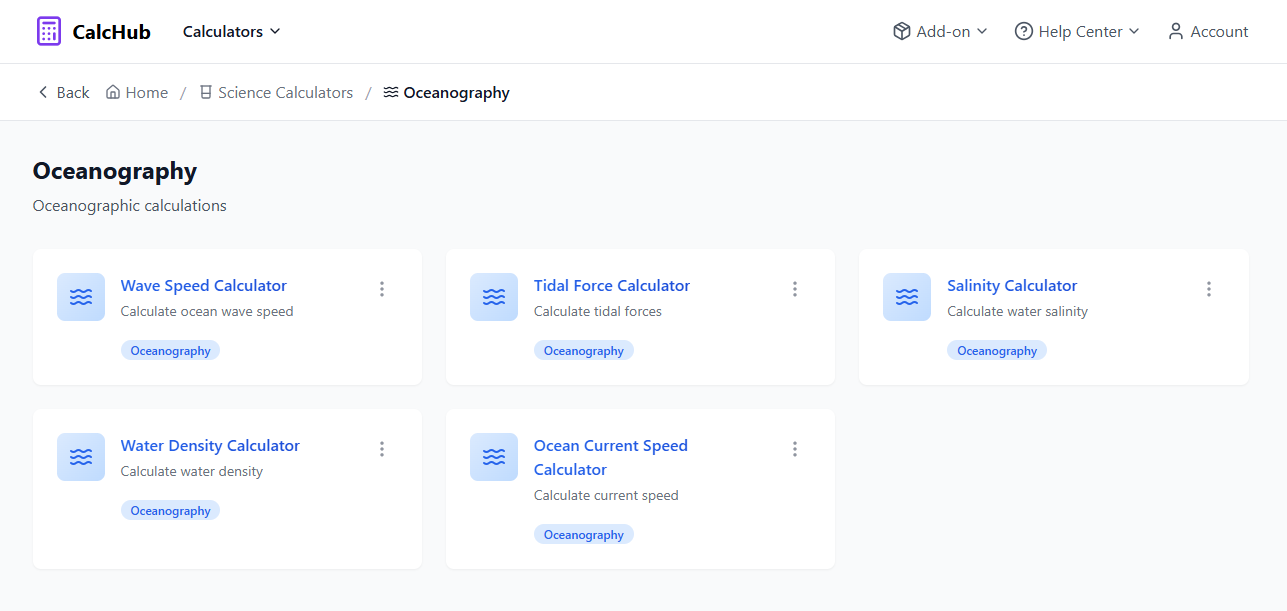 CalcHub
Calculators
Add-on
Help Center
Account
Back
Home
/
Science Calculators
/
Oceanography
Oceanography
Oceanographic calculations
Wave Speed Calculator
Calculate ocean wave speed
Oceanography
Tidal Force Calculator
Calculate tidal forces
Oceanography
Salinity Calculator
Calculate water salinity
Oceanography
Water Density Calculator
Calculate water density
Oceanography
Ocean Current Speed
Calculator
Calculate current speed
Oceanography